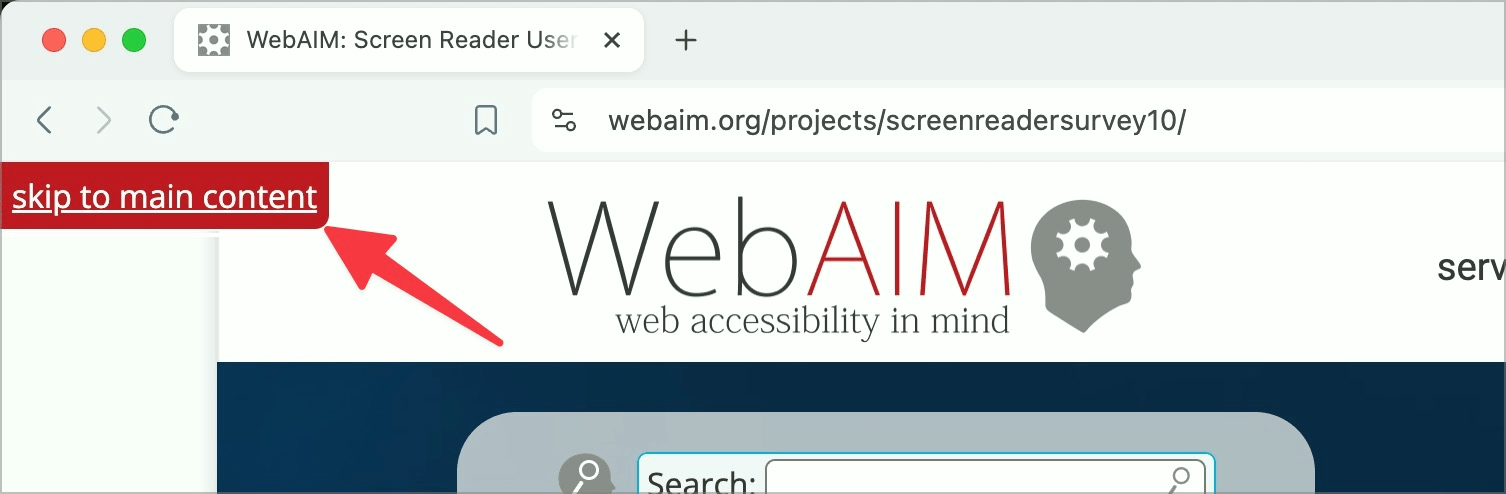 WebAIM: Screen Reader User
webaim.org/projects/screenreadersurvey10/
skip to main content
WebAIM
web accessibility in mind
serv
Search: